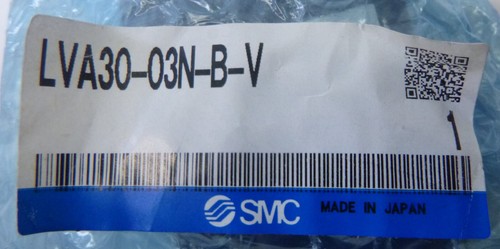 LVA30-03N-B-V
1
SMC MADE IN JAPAN